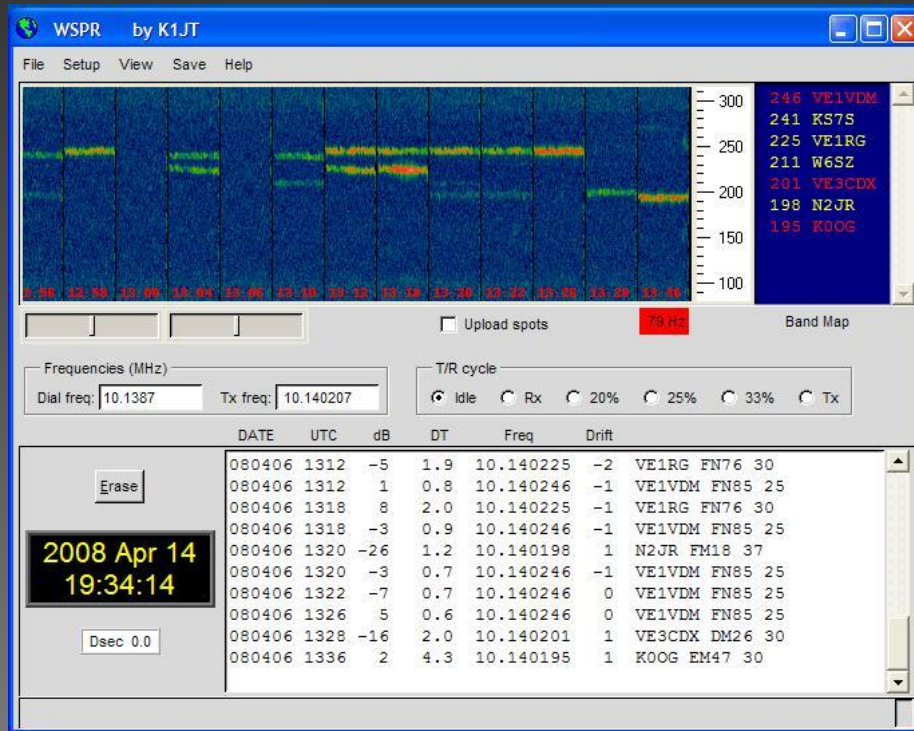 WSPR by K1JT
File Setup View Save Help
300
250
200
150
100
246 VE1VDM
241 KS7S
225 VE1RG
211 W6SZ
201 VE3CDX
198 N2JR
195 K0OG
13:04 13:06 13:10 13:12 13:18 13:20 13:22
Upload spots
79 Hz
Band Map
Frequencies (MHz)
Dial freq: 10.1387 Tx freq: 10.140207
T/R cycle
Idle Rx 20% 25% 33% Tx
DATE UTC dB DT Freq Drift
Erase
2008 Apr 14
19:34:14
Dsec 0.0
080406 1312 -5 1.9 10.140225 -2 VE1RG FN76 30
080406 1312 1 0.8 10.140246 -1 VE1VDM FN85 25
080406 1318 8 2.0 10.140225 -1 VE1RG FN76 30
080406 1318 -3 0.9 10.140246 -1 VE1VDM FN85 25
080406 1320 -26 1.2 10.140198 1 N2JR FM18 37
080406 1320 -3 0.7 10.140246 -1 VE1VDM FN85 25
080406 1322 -7 0.7 10.140246 0 VE1VDM FN85 25
080406 1326 5 0.6 10.140246 0 VE1VDM FN85 25
080406 1328 -16 2.0 10.140201 1 VE3CDX DM26 30
080406 1336 2 4.3 10.140195 1 K0OG EM47 30